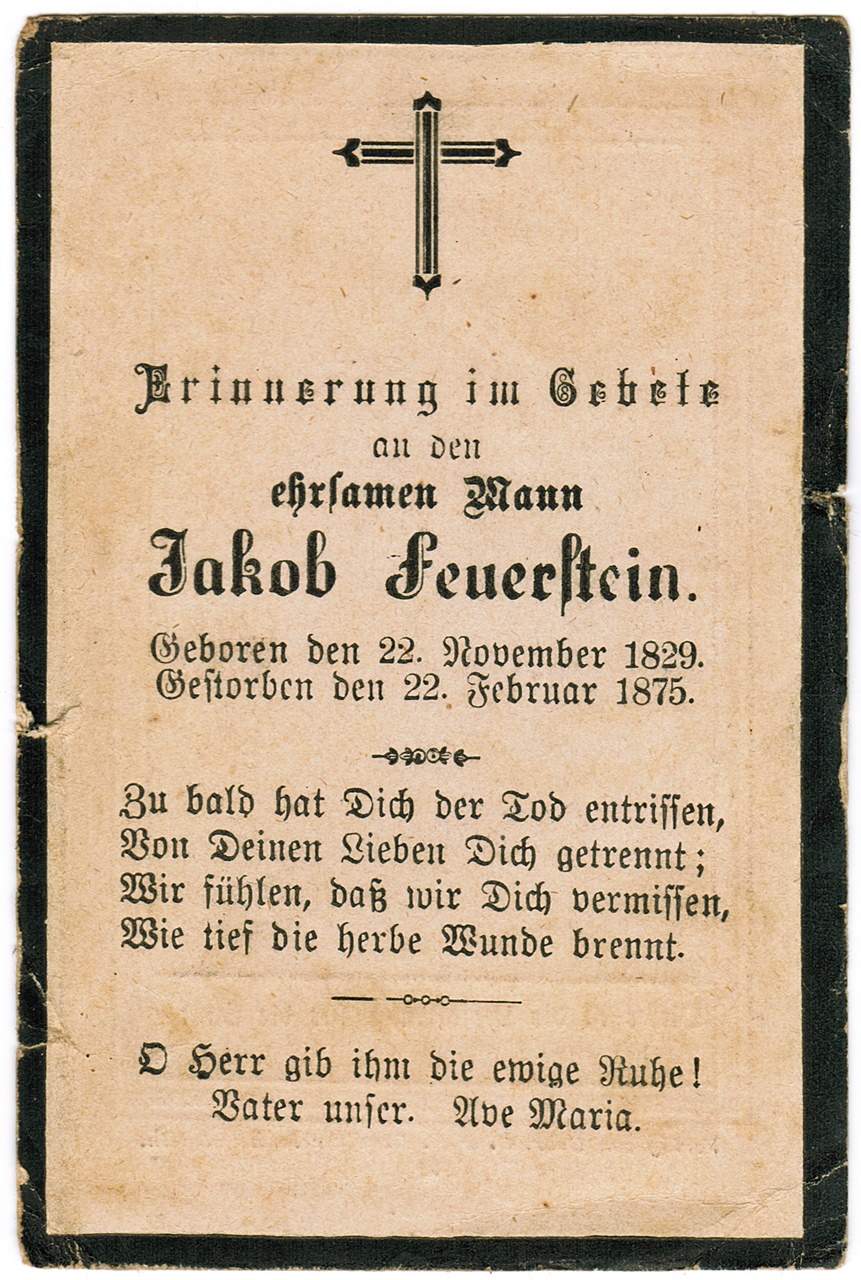 Erinnerung im Gebete
an den
ehrsamen Mann
Jakob Feuerstein.
Geboren den 22. November 1829.
Gestorben den 22. Februar 1875.
Zu bald hat Dich der Tod entrissen,
Von Deinen Lieben Dich getrennt;
Wir fühlen, daß wir Dich vermissen,
Wie tief die herbe Wunde brennt.
O Herr gib ihm die ewige Ruhe!
Vater unser. Ave Maria.